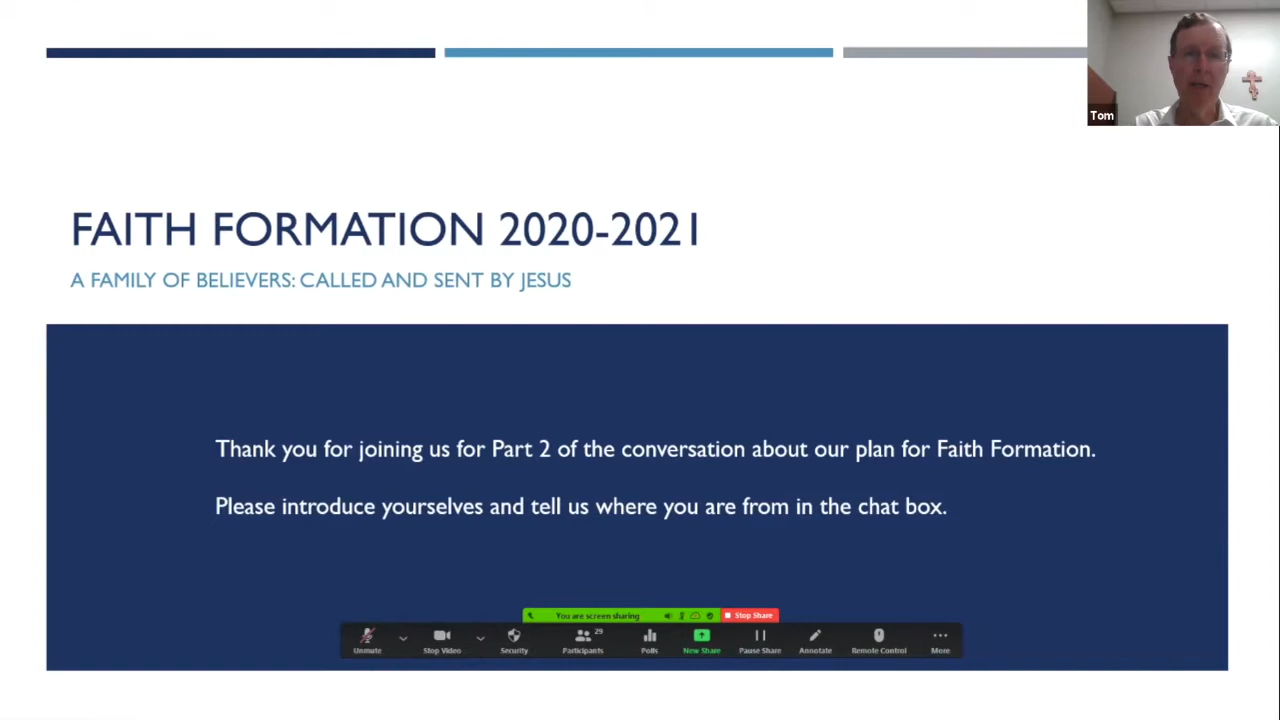 Tom
FAITH FORMATION 2020-2021
A FAMILY OF BELIEVERS: CALLED AND SENT BY JESUS
Thank you for joining us for Part 2 of the conversation about our plan for Faith Formation.
Please introduce yourselves and tell us where you are from in the chat box.
You are screen sharing Stop Share
29
Unmute Stop Video Security Participants Polls New Share Pause Share Annotate Remote Control More